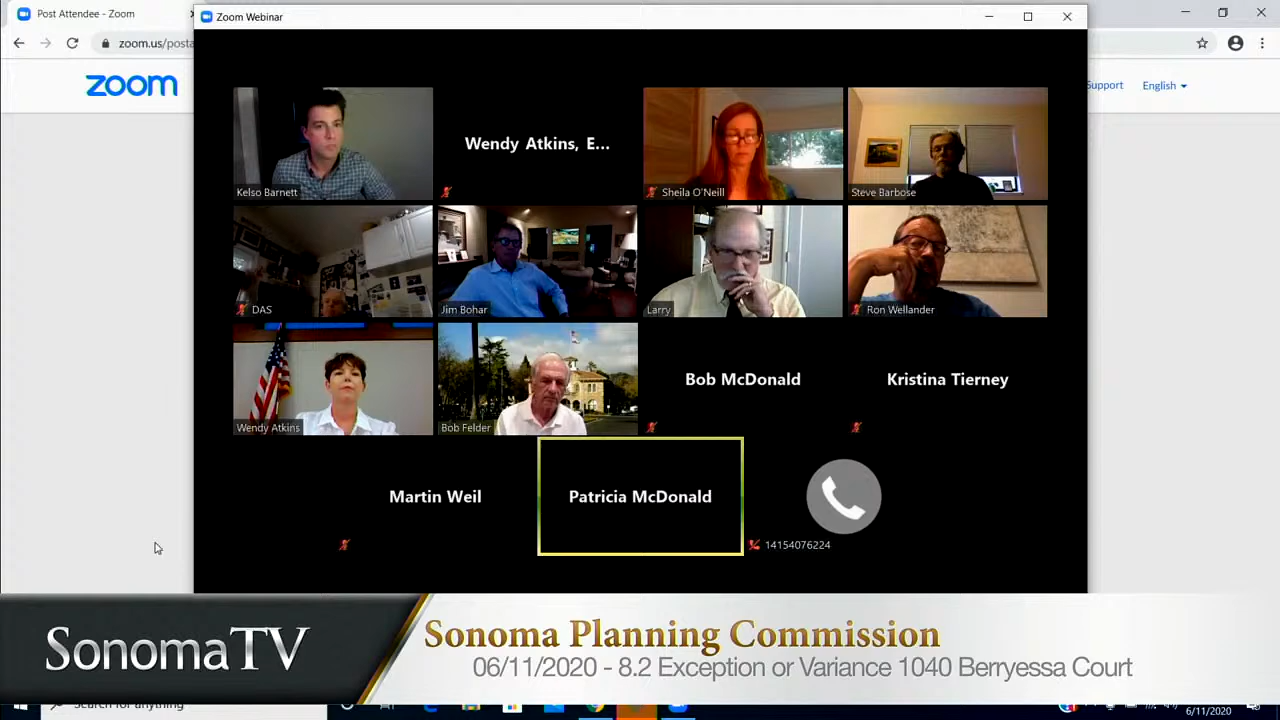 Post Attendee - Zoom
Zoom Webinar
zoom.us/posta
zoom
Support
English
Kelso Barnett
Wendy Atkins, E...
Sheila O'Neill
Steve Barbose
DAS
Jim Bohar
Larry
Ron Wellander
Wendy Atkins
Bob Felder
Bob McDonald
Kristina Tierney
Martin Weil
Patricia McDonald
14154076224
SonomaTV
Sonoma Planning Commission
06/11/2020 - 8.2 Exception or Variance 1040 Berryessa Court
Search for anything
6/11/2020